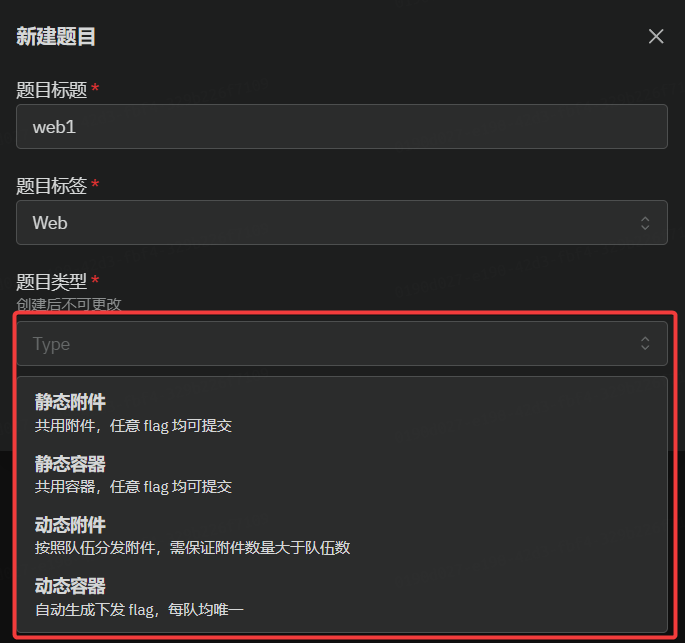 新建题目
题目标题 *
web1
题目标签 *
Web
题目类型 *
创建后不可更改
Type
静态附件
共用附件，任意 flag 均可提交
静态容器
共用容器，任意 flag 均可提交
动态附件
按照队伍分发附件，需保证附件数量大于队伍数
动态容器
自动生成下发 flag，每队均唯一